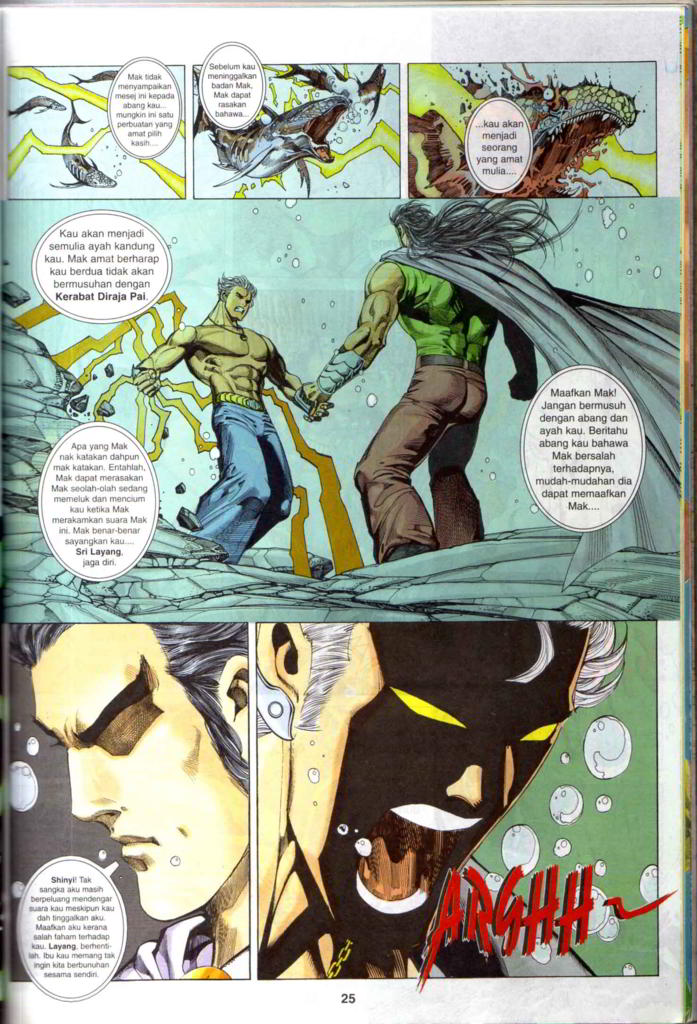 Mak tidak
menyampaikan
mesej ini kepada
abang kau...
mungkin ini satu
perbuatan yang
amat pilih
kasih....
Sebelum kau
meninggalkan
badan Mak,
Mak dapat
rasakan
bahawa...
...kau akan
menjadi
seorang
yang amat
mulia....
Kau akan menjadi
semulia ayah kandung
kau. Mak amat berharap
kau berdua tidak akan
bermusuhan dengan
Kerabat Diraja Pai.
Maafkan Mak!
Jangan bermusuh
dengan abang dan
ayah kau. Beritahu
abang kau bahawa
Mak bersalah
terhadapnya,
mudah-mudahan dia
dapat memaafkan
Mak....
Apa yang Mak
nak katakan dahpun
mak katakan. Entahlah,
Mak dapat merasakan
Mak seolah-olah sedang
memeluk dan mencium
kau ketika Mak
merakamkan suara Mak
ini. Mak benar-benar
sayangkan kau....
Sri Layang,
jaga diri.
Shinyi! Tak
sangka aku masih
berpeluang mendengar
suara kau meskipun kau
dah tinggalkan aku.
Maafkan aku kerana
salah faham terhadap
kau. Layang, berhenti-
lah. Ibu kau memang tak
ingin kita berbunuhan
sesama sendiri.
ARGHH~
25